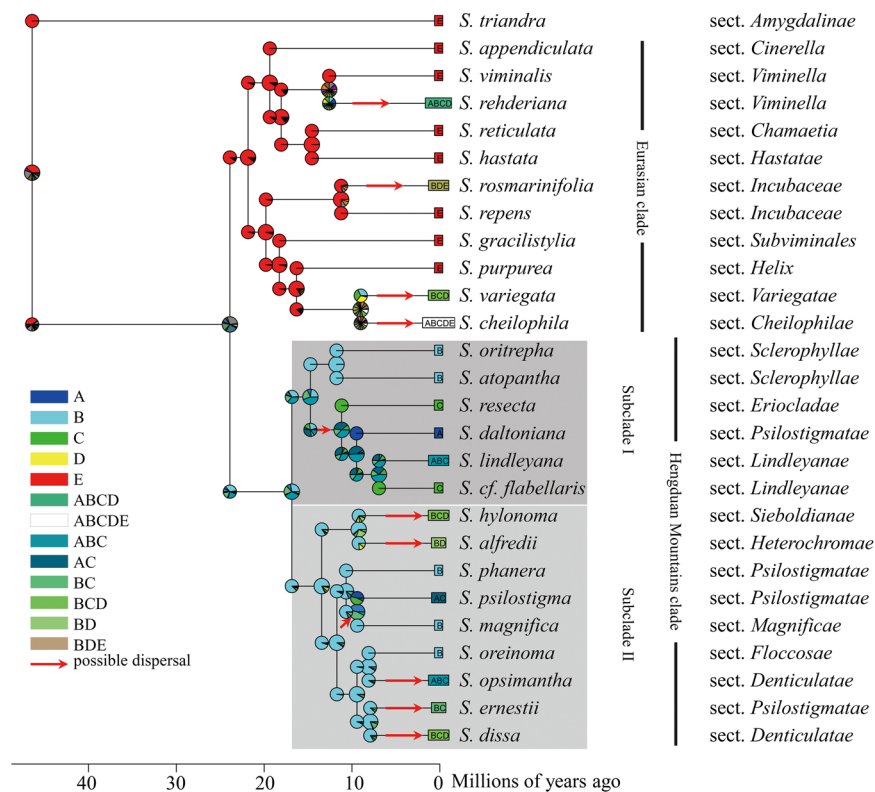 E S. triandra sect. Amygdalinae
E S. appendiculata sect. Cinerella
E S. viminalis sect. Viminella
ABCD S. rehderiana sect. Viminella
E S. reticulata sect. Chamaetia
E S. hastata sect. Hastatae
BDE S. rosmarinifolia sect. Incubaceae
E S. repens sect. Incubaceae
E S. gracilistylia sect. Subviminales
E S. purpurea sect. Helix
BCD S. variegata sect. Variegatae
ABCDE S. cheilophila sect. Cheilophilae
B S. oritrepha sect. Sclerophyllae
B S. atopantha sect. Sclerophyllae
C S. resecta sect. Eriocladae
A S. daltoniana sect. Psilostigmatae
ABC S. lindleyana sect. Lindleyanae
C S. cf. flabellaris sect. Lindleyanae
BCD S. hylonoma sect. Sieboldianae
BD S. alfredii sect. Heterochromae
B S. phanera sect. Psilostigmatae
AC S. psilostigma sect. Psilostigmatae
B S. magnifica sect. Magnificae
S. oreinoma sect. Floccosae
B
ABC S. opsimantha sect. Denticulatae
BC S. ernestii sect. Psilostigmatae
BCD S. dissa sect. Denticulatae
Eurasian clade
Subclade I
Subclade II
Hengduan Mountains clade
A
B
C
D
E
ABCD
ABCDE
ABC
AC
BC
BCD
BD
BDE
possible dispersal
40 30 20 10 0 Millions of years ago